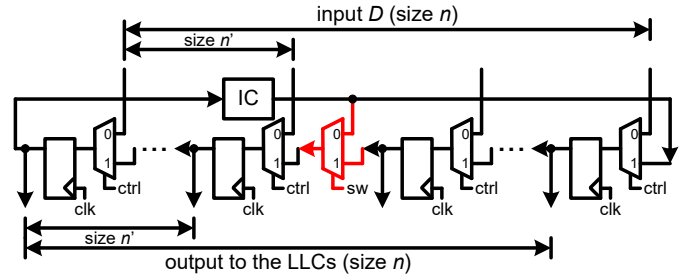 input D (size n)
size n’
IC
0
1
ctrl
clk
0
1
ctrl
clk
0
1
sw
0
1
ctrl
clk
0
1
ctrl
clk
size n’
output to the LLCs (size n)